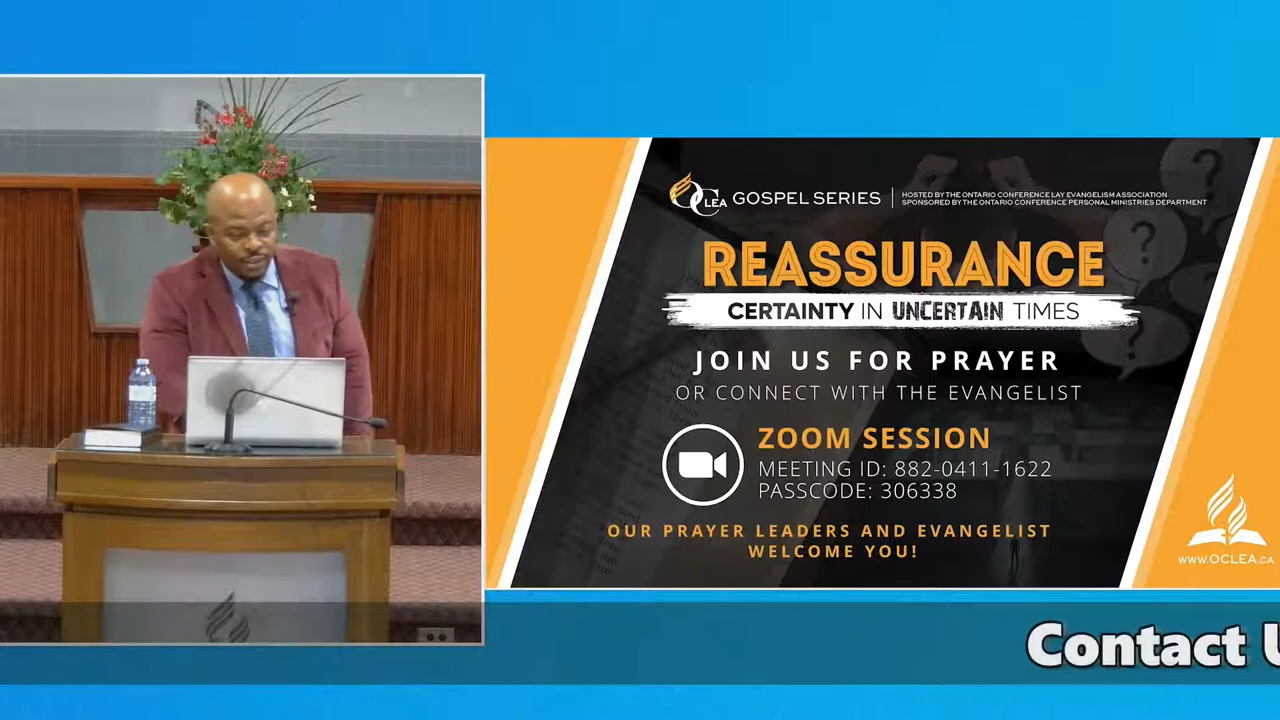 OCLEA GOSPEL SERIES
HOSTED BY THE ONTARIO CONFERENCE LAY EVANGELISM ASSOCIATION
SPONSORED BY THE ONTARIO CONFERENCE PERSONAL MINISTRIES DEPARTMENT
REASSURANCE
CERTAINTY IN UNCERTAIN TIMES
JOIN US FOR PRAYER
OR CONNECT WITH THE EVANGELIST
ZOOM SESSION
MEETING ID: 882-0411-1622
PASSCODE: 306338
OUR PRAYER LEADERS AND EVANGELIST
WELCOME YOU!
WWW.OCLEA.CA
Contact U